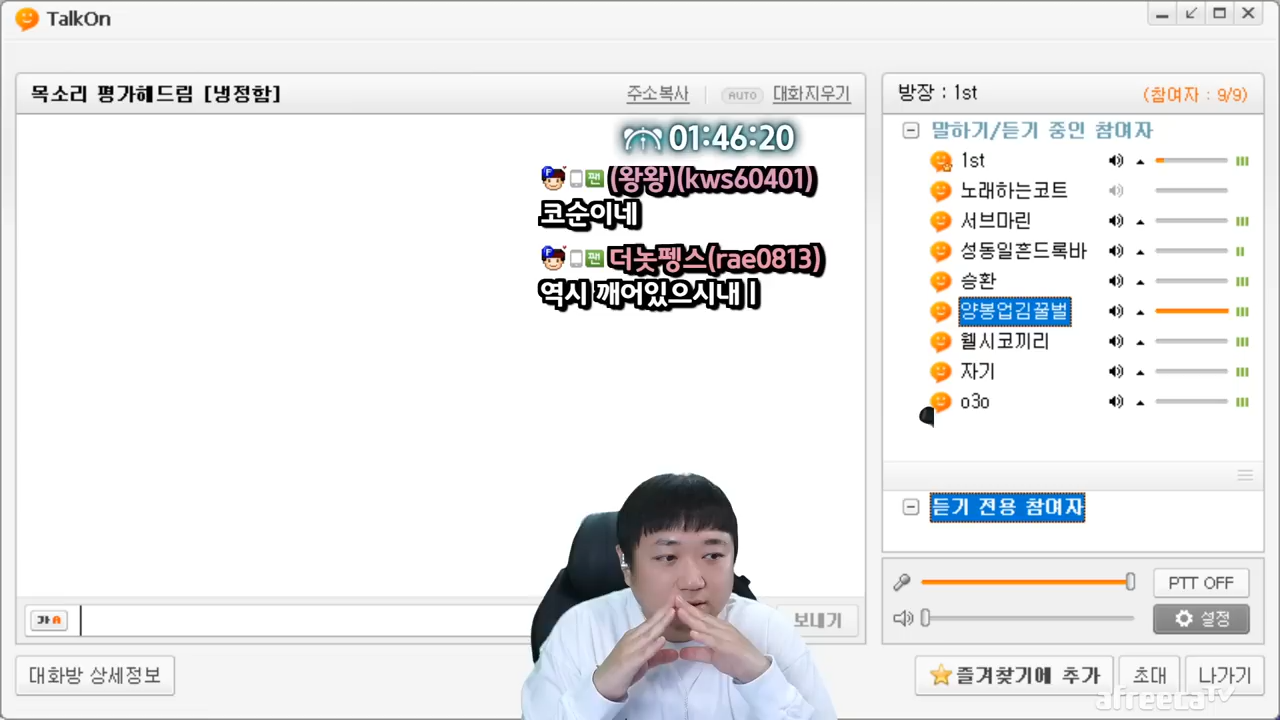 TalkOn
목소리 평가해드림 [냉정함]
주소복사
AUTO
대화지우기
01:46:20
F 팬 (왕왕)(kws60401)
코순이네
F 팬 더놋펭스(rae0813)
역시 깨어있으시내ㅣ
가
보내기
대화방 상세정보
방장 : 1st
(참여자 : 9/9)
말하기/듣기 중인 참여자
1st
노래하는코트
서브마린
성동일흔드록바
승환
양봉업김꿀벌
웰시코끼리
자기
o3o
듣기 전용 참여자
PTT OFF
설정
즐겨찾기에 추가
초대
나가기
afreecaTV